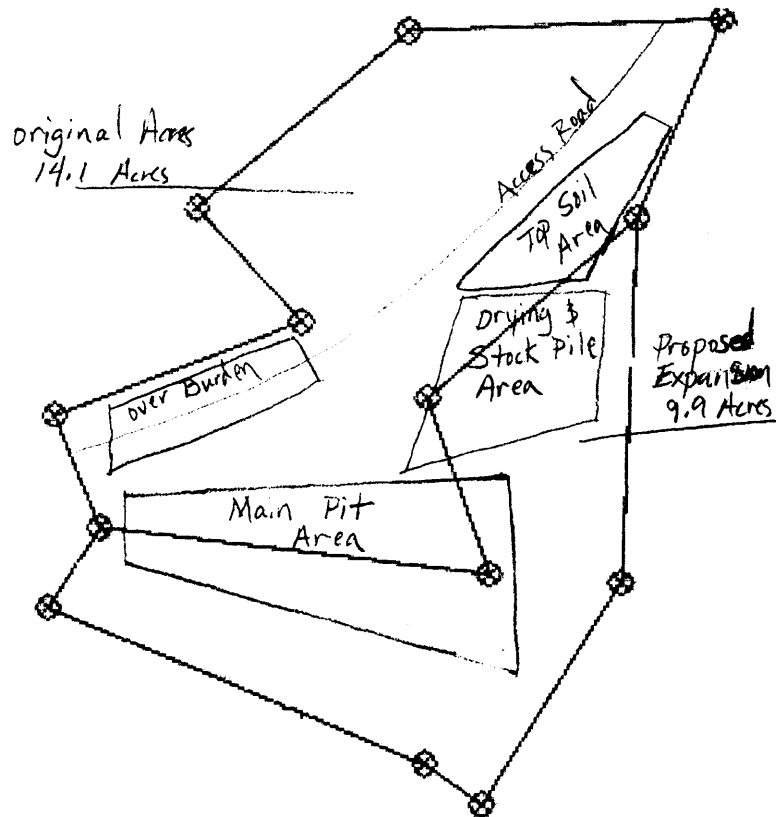 original Acres
14.1 Acres
Access Road
Top Soil
Area
Drying &
Stock Pile
Area
Proposed
Expansion
9.9 Acres
over Burden
Main Pit
Area